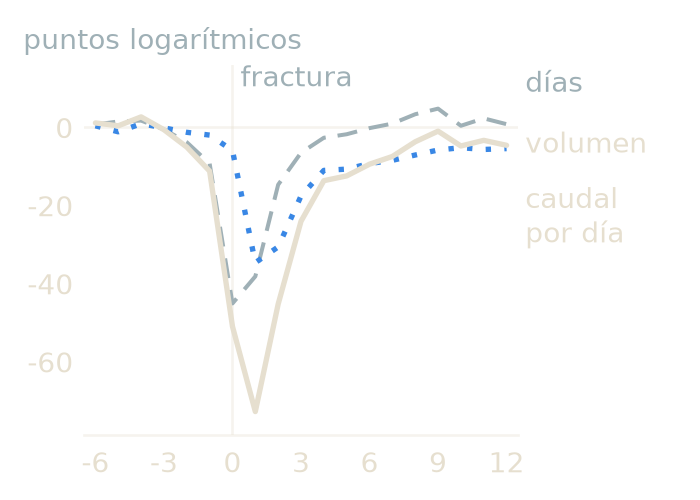 puntos logarítmicos
fractura
días
0
volumen
-20
caudal
por día
-40
-60
-6 -3 0 3 6 9 12